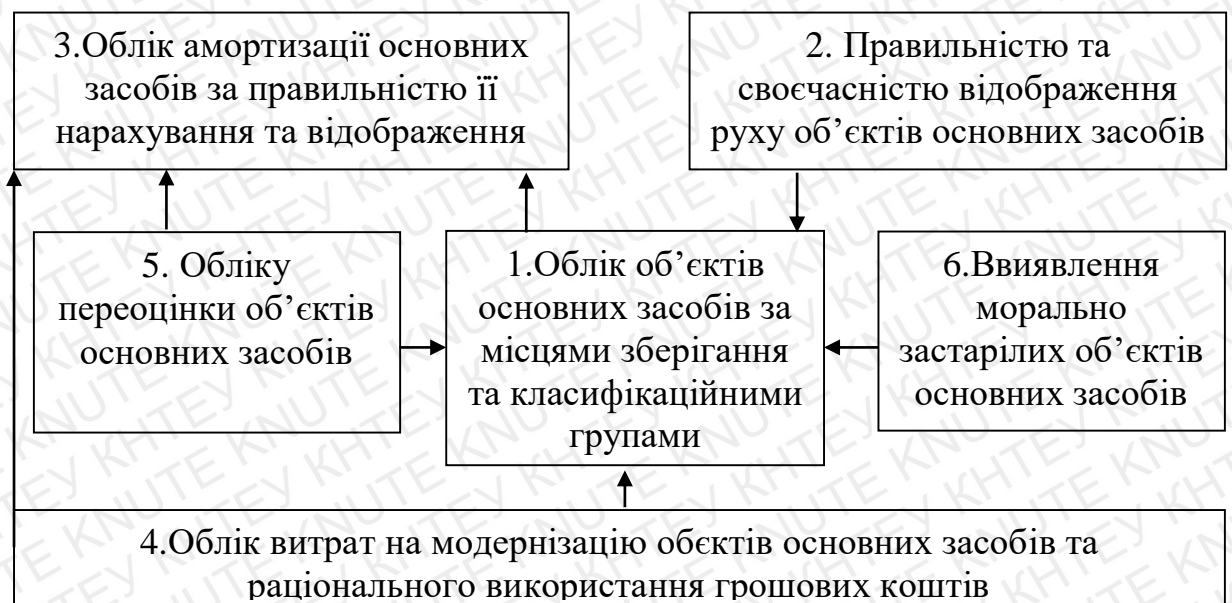 3.Облік амортизації основних
засобів за правильністю її
нарахування та відображення
2. Правильністю та
своєчасністю відображення
руху об’єктів основних засобів
5. Обліку
переоцінки об’єктів
основних засобів
1.Облік об’єктів
основних засобів за
місцями зберігання
та класифікаційними
групами
6.Ввиявлення
морально
застарілих об’єктів
основних засобів
4.Облік витрат на модернізацію обєктів основних засобів та
раціонального використання грошових коштів